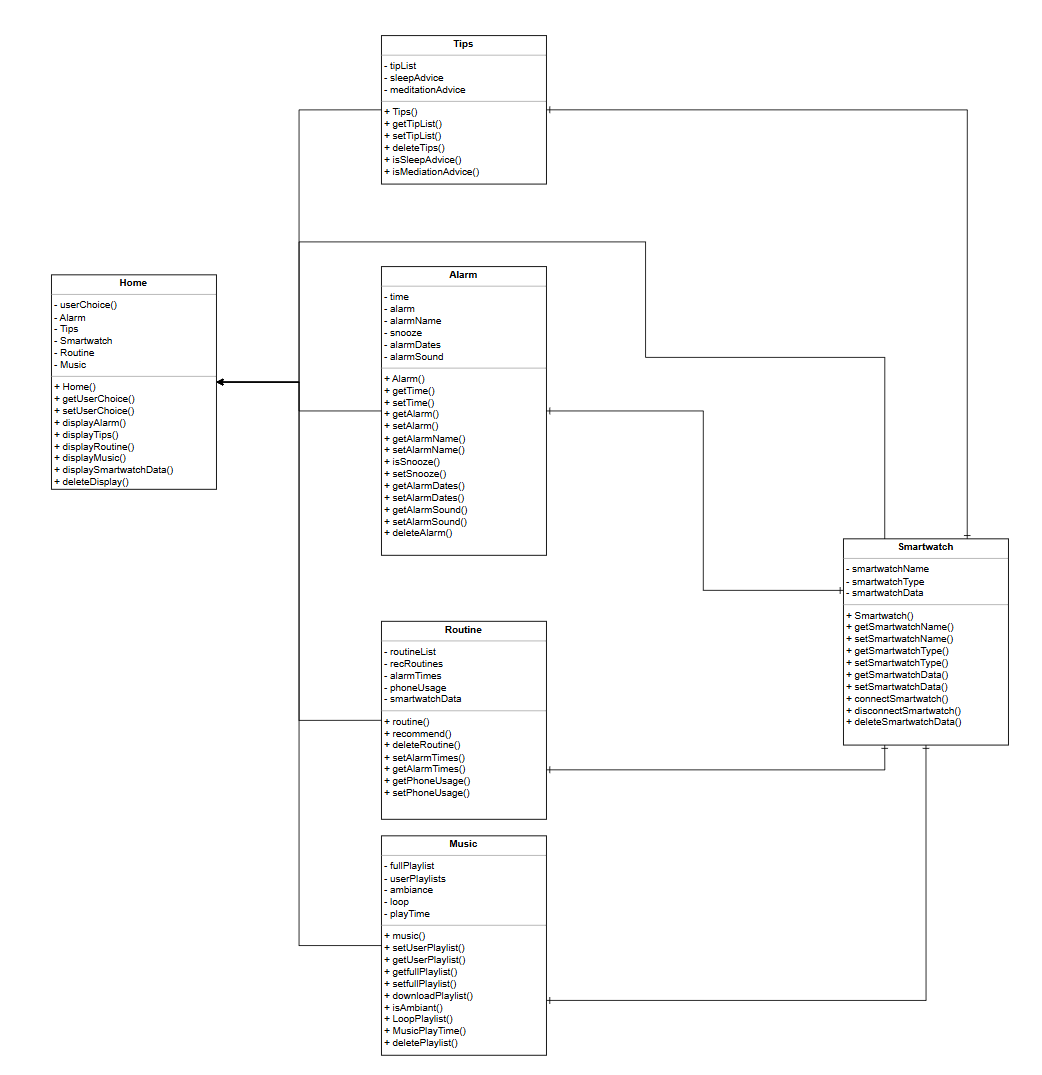 Tips
- tipList
- sleepAdvice
- meditationAdvice
+ Tips()
+ getTipList()
+ setTipList()
+ deleteTips()
+ isSleepAdvice()
+ isMediationAdvice()
Home
- userChoice()
- Alarm
- Tips
- Smartwatch
- Routine
- Music
+ Home()
+ getUserChoice()
+ setUserChoice()
+ displayAlarm()
+ displayTips()
+ displayRoutine()
+ displayMusic()
+ displaySmartwatchData()
+ deleteDisplay()
Alarm
- time
- alarm
- alarmName
- snooze
- alarmDates
- alarmSound
+ Alarm()
+ getTime()
+ setTime()
+ getAlarm()
+ setAlarm()
+ getAlarmName()
+ setAlarmName()
+ isSnooze()
+ setSnooze()
+ getAlarmDates()
+ setAlarmDates()
+ getAlarmSound()
+ setAlarmSound()
+ deleteAlarm()
Smartwatch
- smartwatchName
- smartwatchType
- smartwatchData
+ Smartwatch()
+ getSmartwatchName()
+ setSmartwatchName()
+ getSmartwatchType()
+ setSmartwatchType()
+ getSmartwatchData()
+ setSmartwatchData()
+ connectSmartwatch()
+ disconnectSmartwatch()
+ deleteSmartwatchData()
Routine
- routineList
- recRoutines
- alarmTimes
- phoneUsage
- smartwatchData
+ routine()
+ recommend()
+ deleteRoutine()
+ setAlarmTimes()
+ getAlarmTimes()
+ getPhoneUsage()
+ setPhoneUsage()
Music
- fullPlaylist
- userPlaylists
- ambiance
- loop
- playTime
+ music()
+ setUserPlaylist()
+ getUserPlaylist()
+ getfullPlaylist()
+ setfullPlaylist()
+ downloadPlaylist()
+ isAmbiant()
+ LoopPlaylist()
+ MusicPlayTime()
+ deletePlaylist()